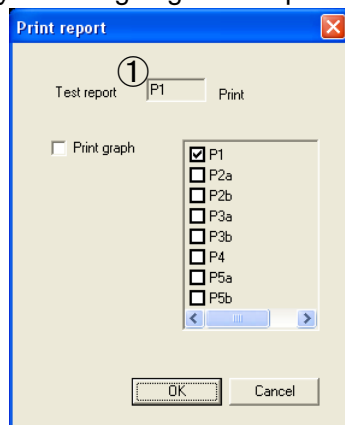 Print report
①
Test report P1 Print
Print graph
P1
P2a
P2b
P3a
P3b
P4
P5a
P5b
OK Cancel